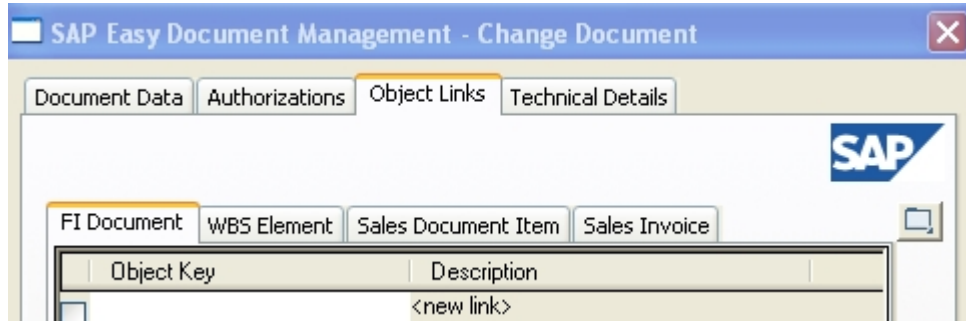 SAP Easy Document Management - Change Document
Document Data Authorizations Object Links Technical Details
SAP
FI Document WBS Element Sales Document Item Sales Invoice
Object Key Description
<new link>